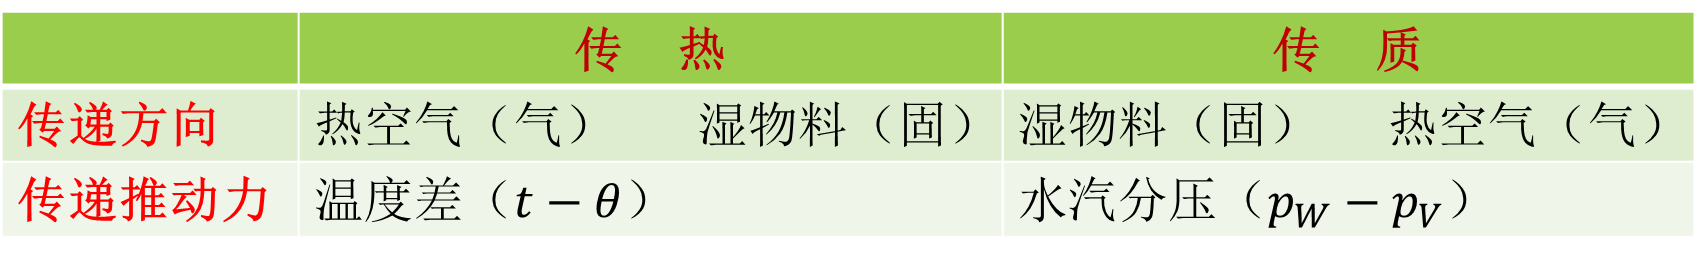 传 热 传 质
传递方向 热空气（气） 湿物料（固） 湿物料（固） 热空气（气）
传递推动力 温度差（t − θ） 水汽分压（p_W − p_V）